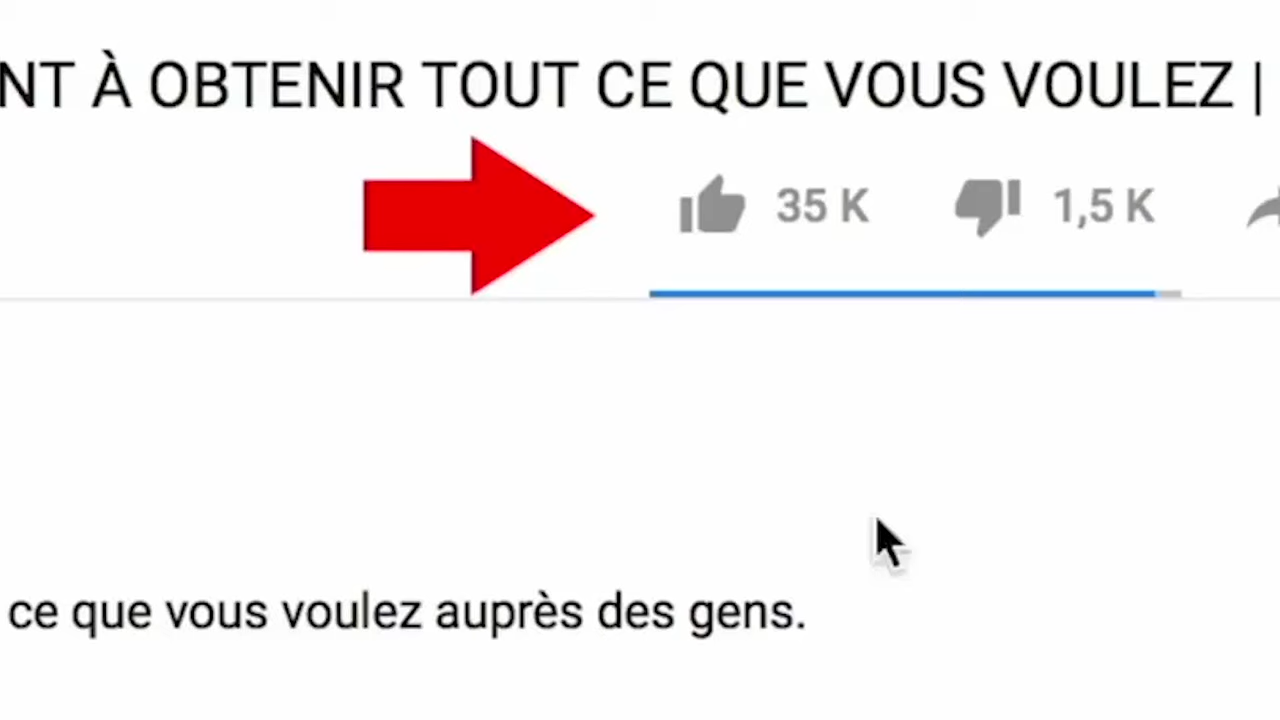 NT À OBTENIR TOUT CE QUE VOUS VOULEZ |
35 K 1,5 K
ce que vous voulez auprès des gens.